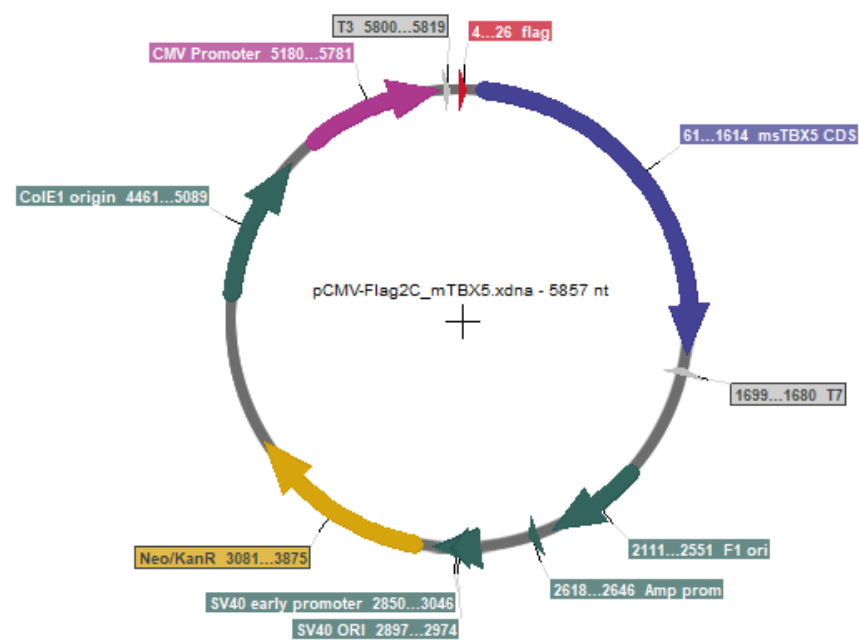 T3 5800...5819
4...26 flag
CMV Promoter 5180...5781
61...1614 msTBX5 CDS
ColE1 origin 4461...5089
pCMV-Flag2C_mTBX5.xdna - 5857 nt
1699...1680 T7
2111...2551 F1 ori
Neo/KanR 3081...3875
2618...2646 Amp prom
SV40 early promoter 2850...3046
SV40 ORI 2897...2974